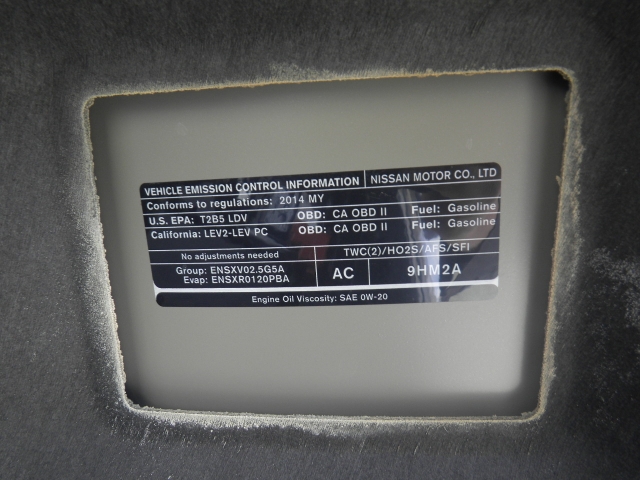 VEHICLE EMISSION CONTROL INFORMATION NISSAN MOTOR CO., LTD
Conforms to regulations: 2014 MY
U.S. EPA: T2B5 LDV OBD: CA OBD II Fuel: Gasoline
California: LEV2-LEV PC OBD: CA OBD II Fuel: Gasoline
No adjustments needed TWC(2)/HO2S/AFS/SFI
Group: ENSXV02.5G5A AC 9HM2A
Evap: ENSXR0120PBA
Engine Oil Viscosity: SAE 0W-20